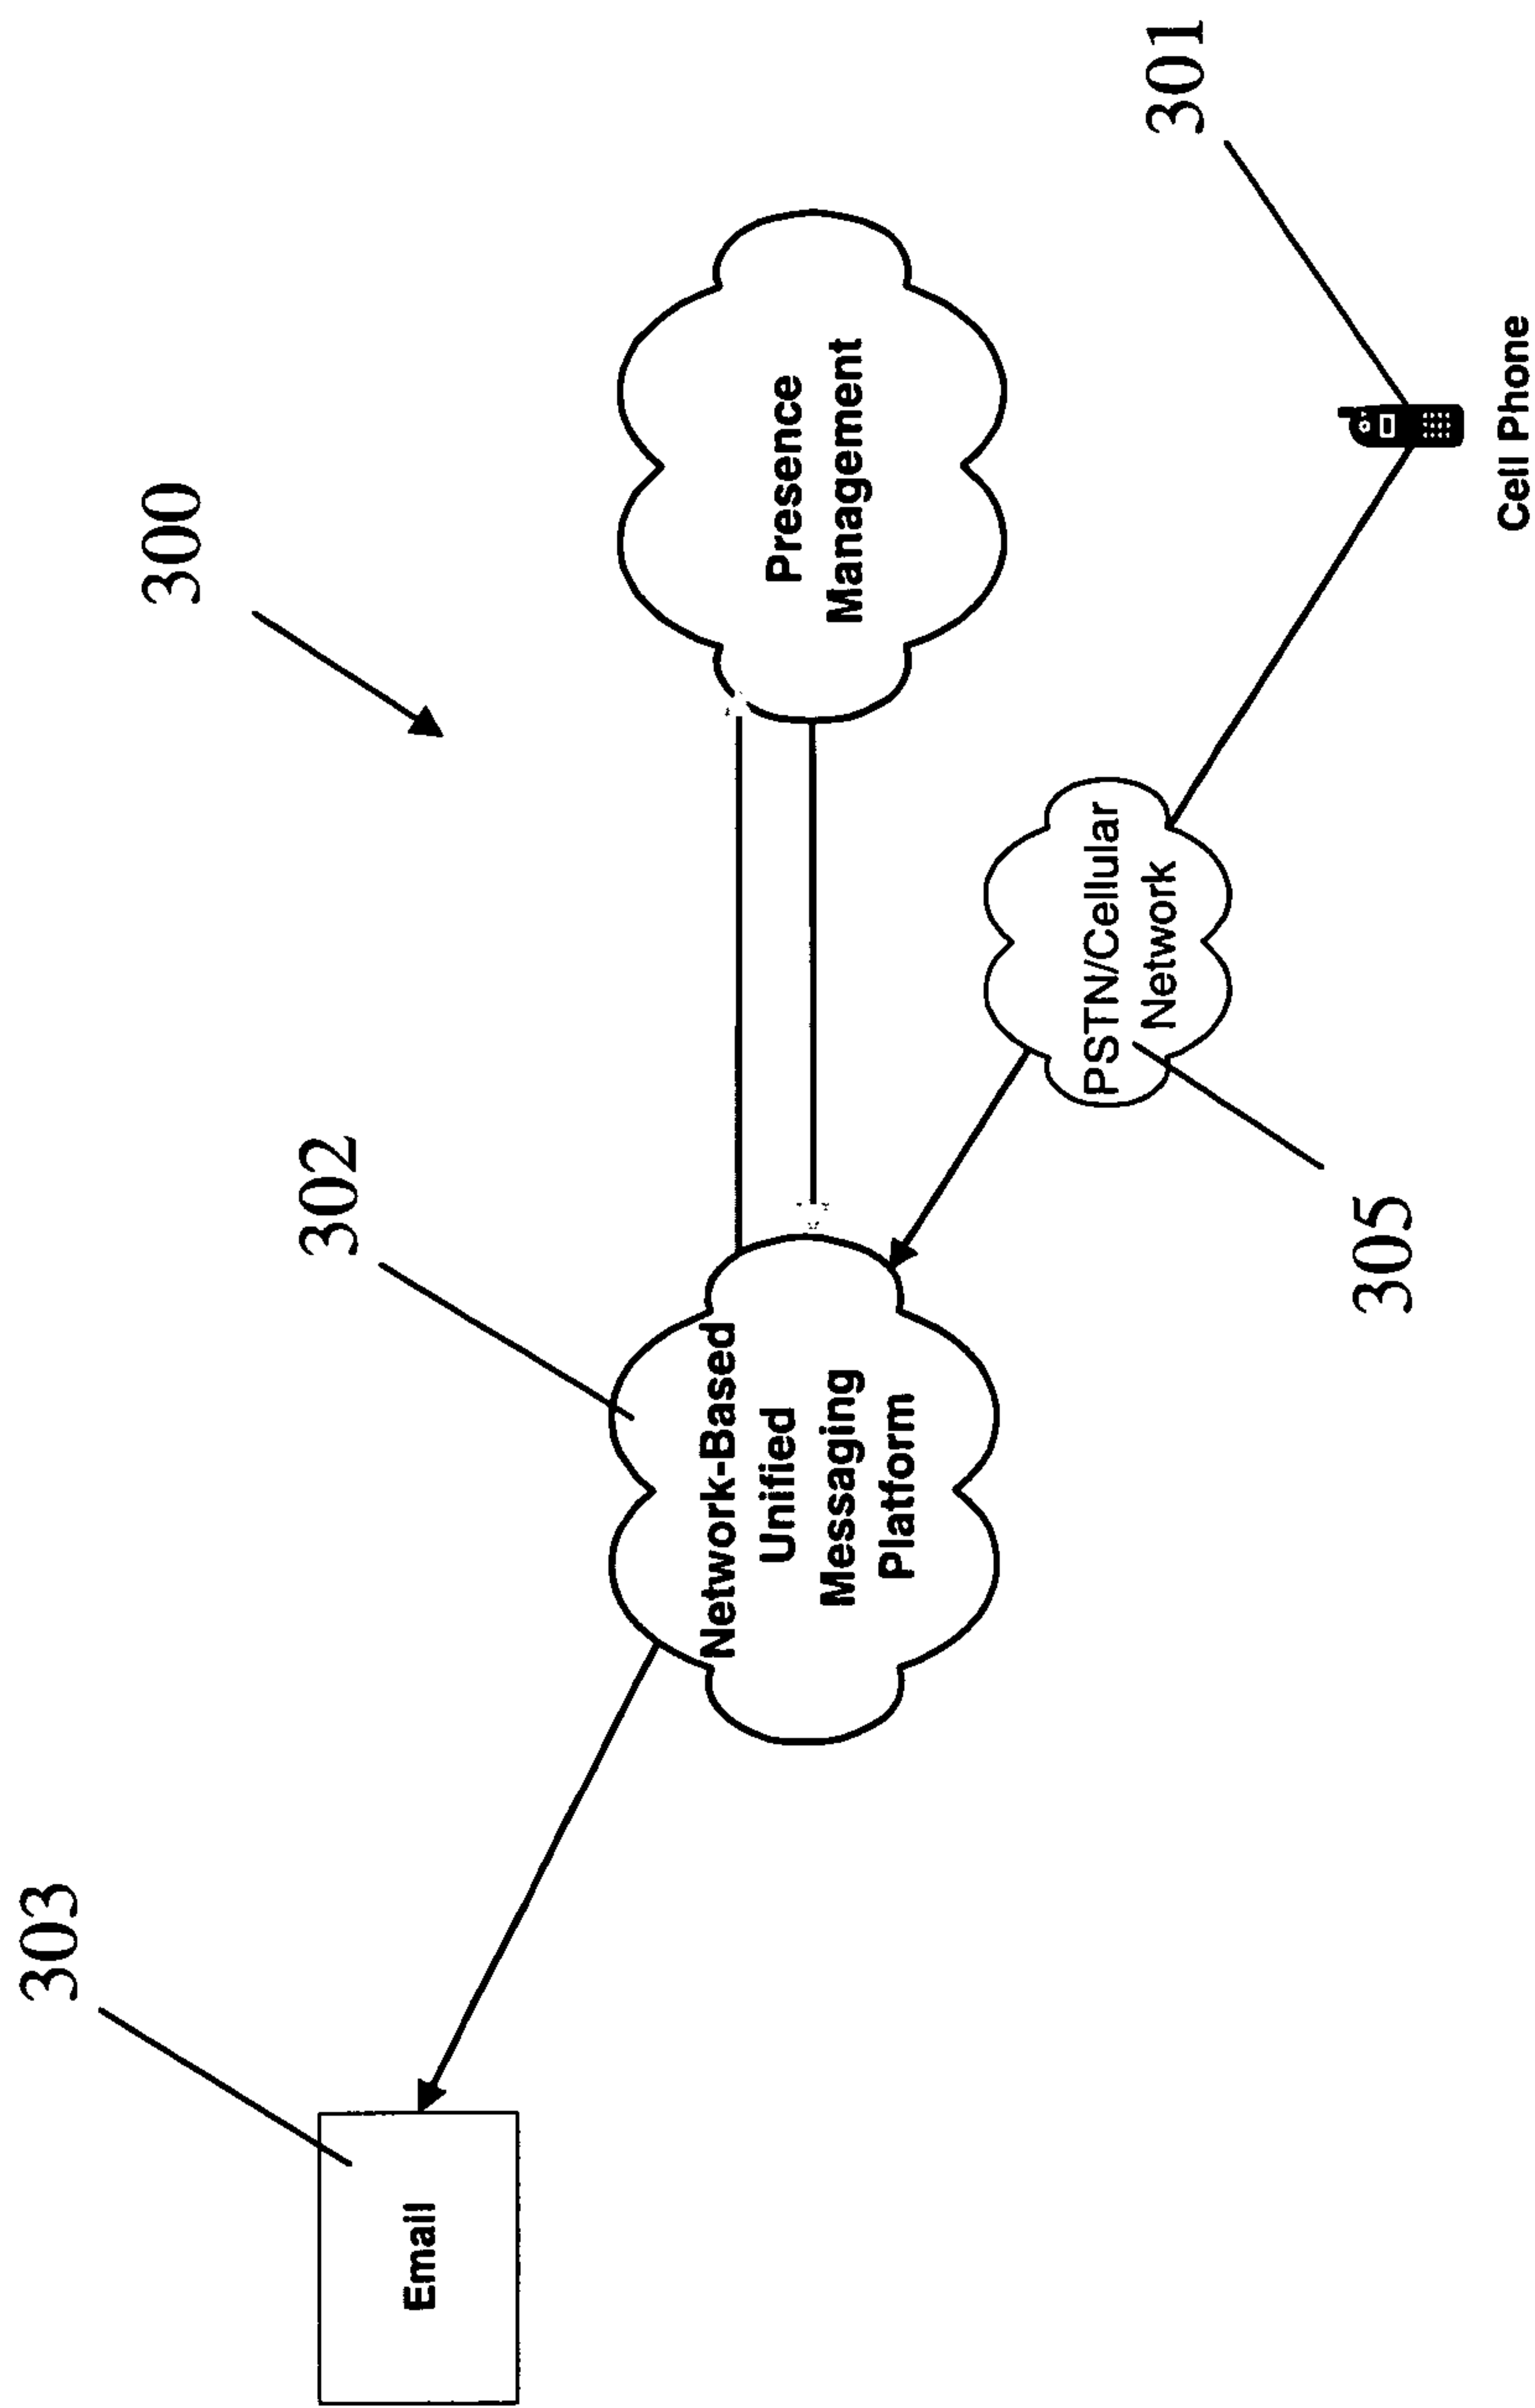 303
302
300
301
305
Email
Network-Based
Unified
Messaging
Platform
Presence
Management
PSTN/Cellular
Network
Cell Phone